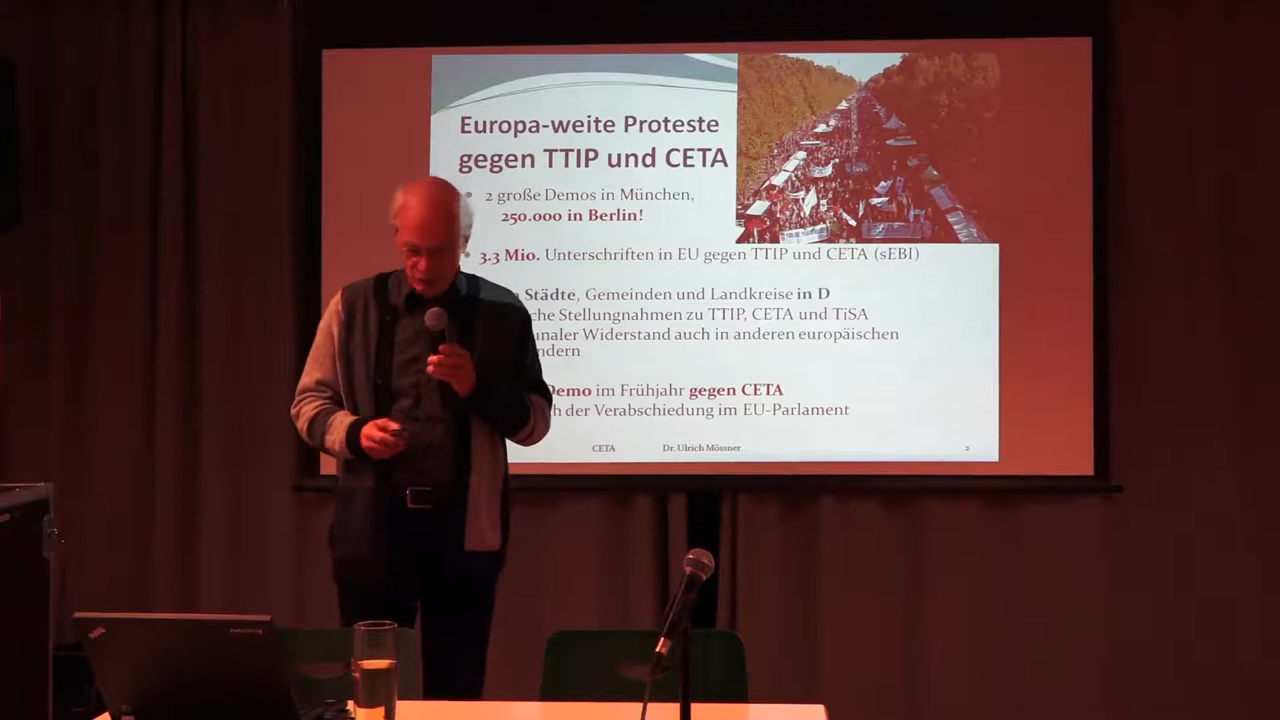 Europa-weite Proteste
gegen TTIP und CETA
2 große Demos in München,
250.000 in Berlin!
3.3 Mio. Unterschriften in EU gegen TTIP und CETA (sEBI)
Städte, Gemeinden und Landkreise in D
che Stellungnahmen zu TTIP, CETA und TiSA
unaler Widerstand auch in anderen europäischen
ndern
Demo im Frühjahr gegen CETA
h der Verabschiedung im EU-Parlament
CETA Dr. Ulrich Mössner 2